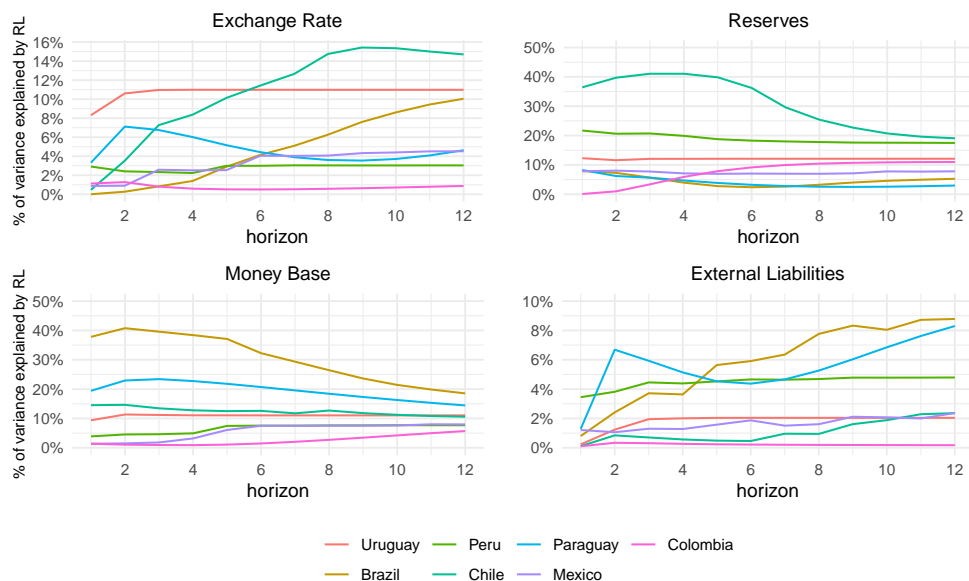 Exchange Rate
% of variance explained by RL
16%
14%
12%
10%
8%
6%
4%
2%
0%
2 4 6 8 10 12
horizon
Reserves
50%
40%
30%
20%
10%
0%
2 4 6 8 10 12
horizon
Money Base
% of variance explained by RL
50%
40%
30%
20%
10%
0%
2 4 6 8 10 12
horizon
External Liabilities
10%
8%
6%
4%
2%
0%
2 4 6 8 10 12
horizon
Uruguay Peru Paraguay Colombia
Brazil Chile Mexico